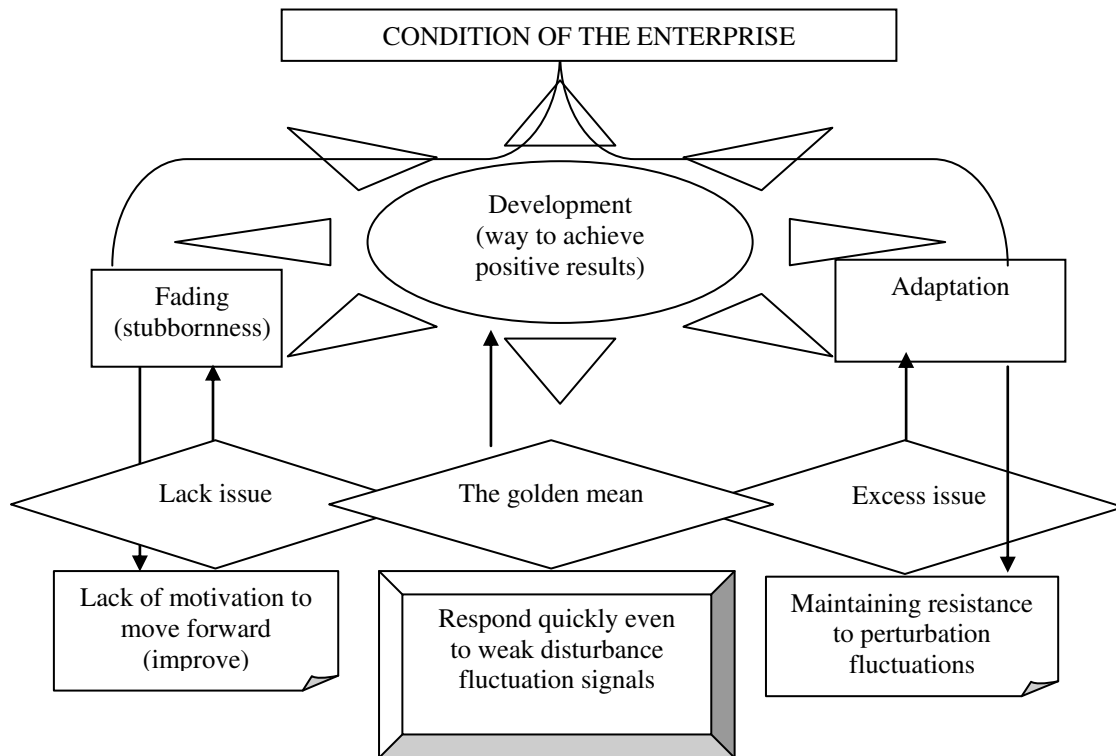 CONDITION OF THE ENTERPRISE
Development
(way to achieve
positive results)
Fading
(stubbornness)
Adaptation
Lack issue
The golden mean
Excess issue
Lack of motivation to
move forward
(improve)
Respond quickly even
to weak disturbance
fluctuation signals
Maintaining resistance
to perturbation
fluctuations